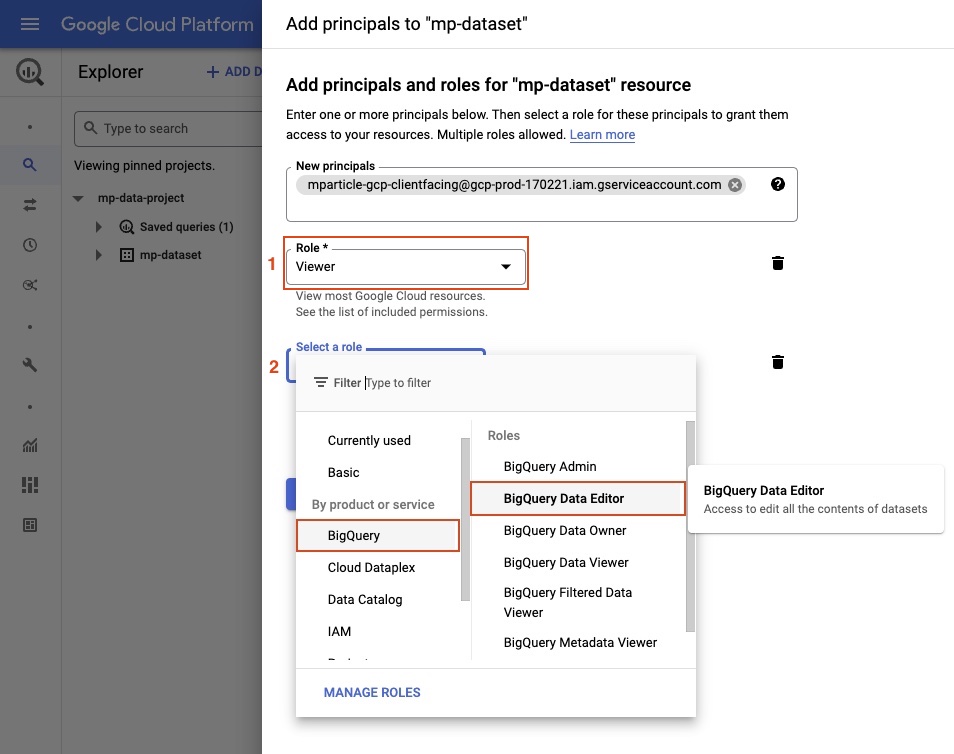 Google Cloud Platform
Add principals to "mp-dataset"
Explorer
ADD D
Type to search
Viewing pinned projects.
mp-data-project
Saved queries (1)
mp-dataset
Add principals and roles for "mp-dataset" resource
Enter one or more principals below. Then select a role for these principals to grant them
access to your resources. Multiple roles allowed. Learn more
New principals
mparticle-gcp-clientfacing@gcp-prod-170221.iam.gserviceaccount.com
1
Role *
Viewer
View most Google Cloud resources.
See the list of included permissions.
2
Select a role
Filter Type to filter
Currently used
Basic
By product or service
BigQuery
Cloud Dataplex
Data Catalog
IAM
Roles
BigQuery Admin
BigQuery Data Editor
BigQuery Data Owner
BigQuery Data Viewer
BigQuery Filtered Data
Viewer
BigQuery Metadata Viewer
BigQuery Data Editor
Access to edit all the contents of datasets
MANAGE ROLES